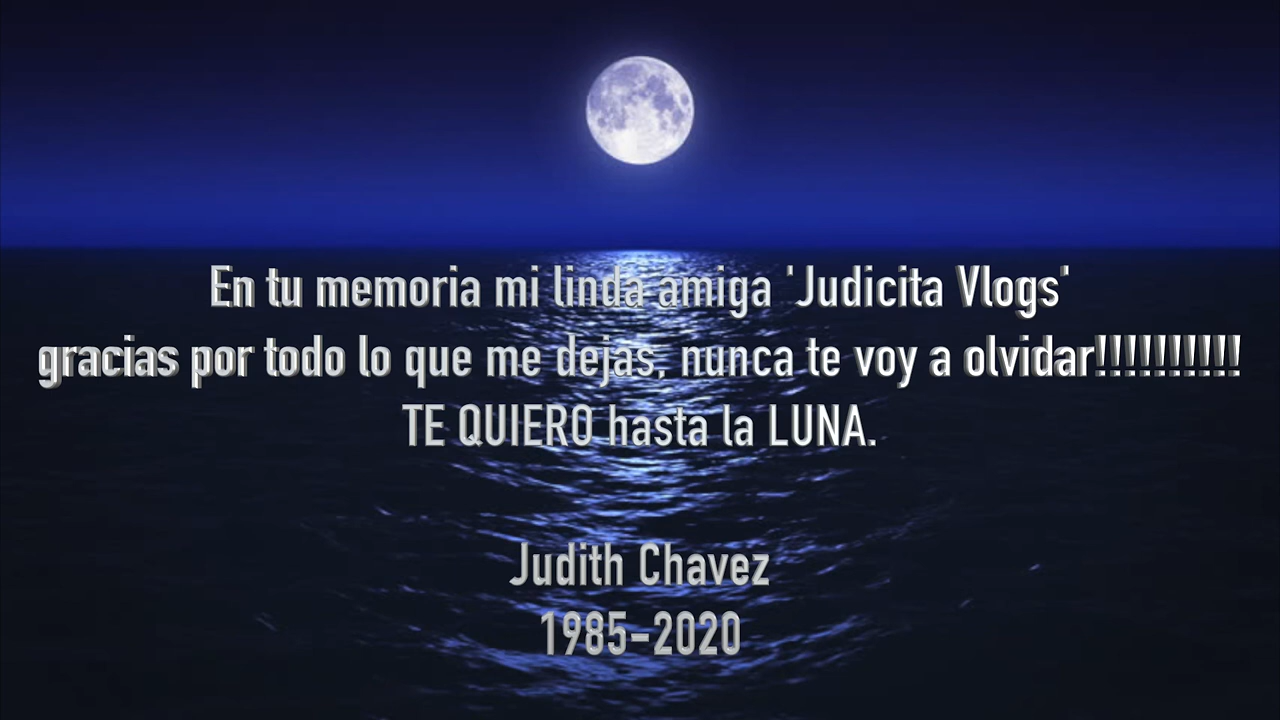 En tu memoria mi linda amiga 'Judicita Vlogs'
gracias por todo lo que me dejas, nunca te voy a olvidar!!!!!!!!!!
TE QUIERO hasta la LUNA.
Judith Chavez
1985-2020